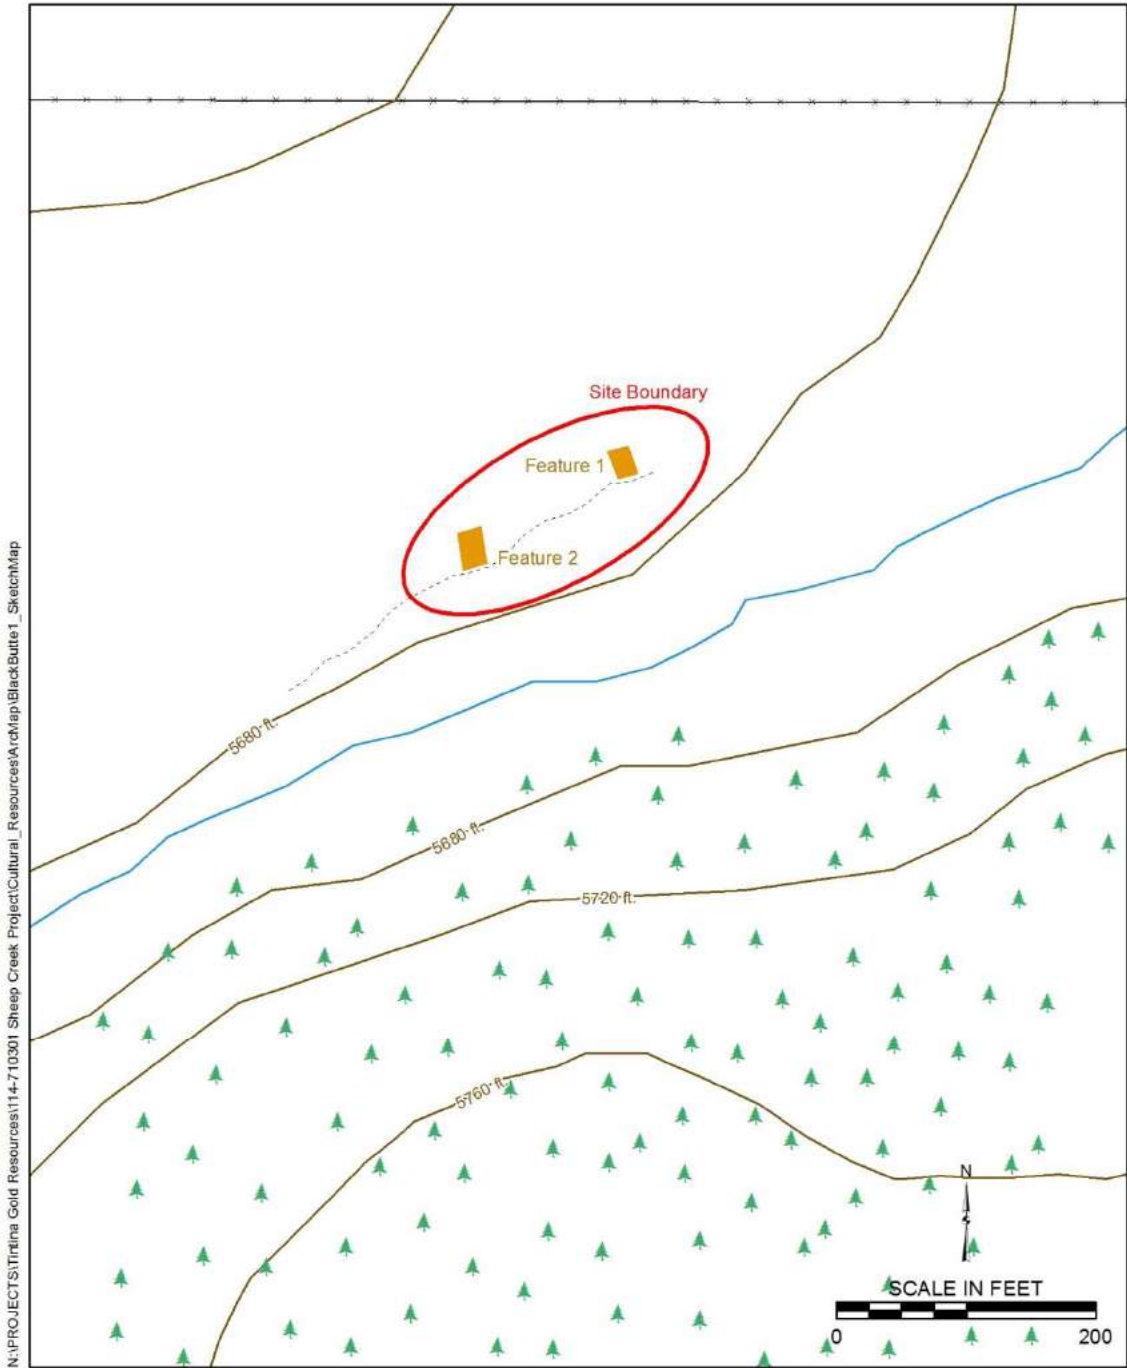 Site Boundary
Feature 1
Feature 2
5680 ft.
5680 ft.
5720 ft.
5760 ft.
N
SCALE IN FEET
0 200
N:\PROJECTS\Tintina Gold Resources\114-710301 Sheep Creek Project\Cultural_Resources\ArcMap\BlackButte1_SketchMap